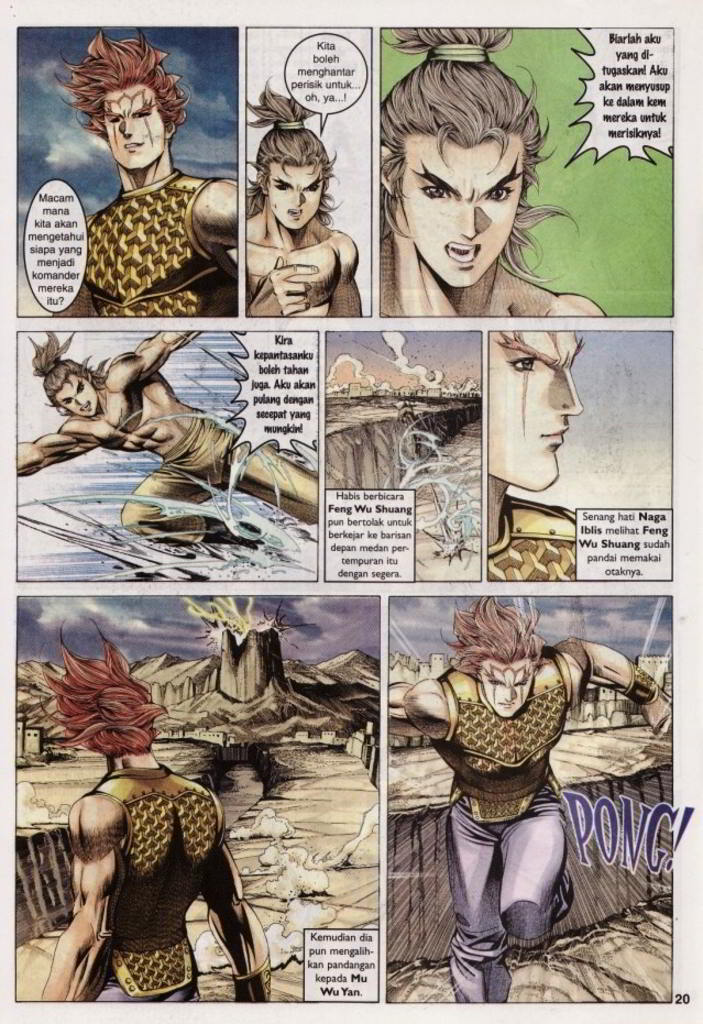 Macam
mana
kita akan
mengetahui
siapa yang
menjadi
komander
mereka
itu?
Kita
boleh
menghantar
perisik untuk...
oh, ya...!
Biarlah aku
yang di-
tugaskan! Aku
akan menyusup
ke dalam kem
mereka untuk
merisiknya!
Kira
kepantasanku
boleh tahan
juga. Aku akan
pulang dengan
secepat yang
mungkin!
Habis berbicara
Feng Wu Shuang
pun bertolak untuk
berkejar ke barisan
depan medan per-
tempuran itu
dengan segera.
Senang hati Naga
Iblis melihat Feng
Wu Shuang sudah
pandai memakai
otaknya.
Kemudian dia
pun mengalih-
kan pandangan
kepada Mu
Wu Yan.
PONG!
20